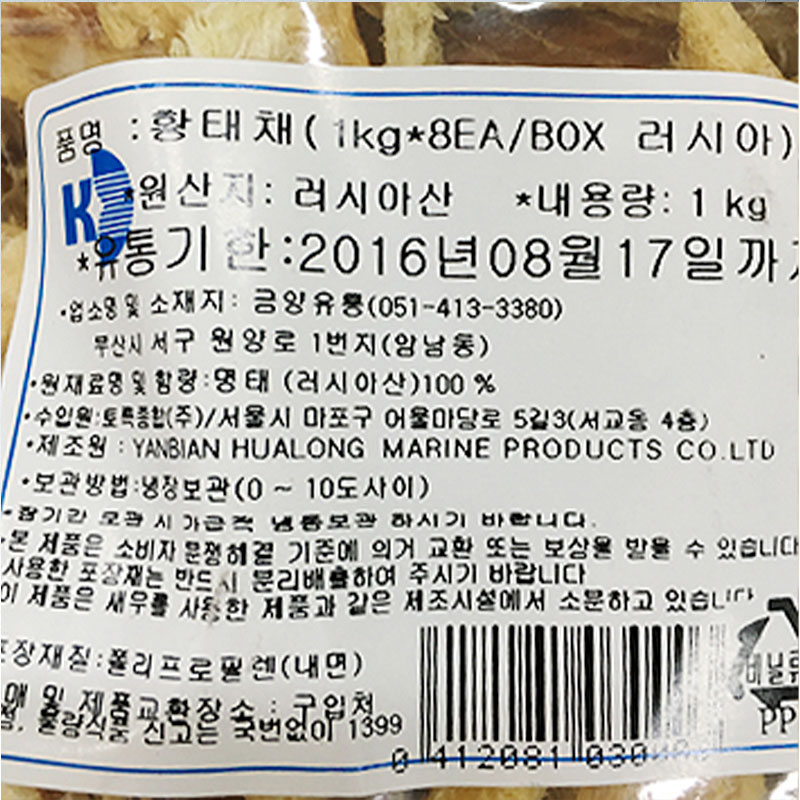 품명 : 황태채( 1kg*8EA/BOX 러시아)
*원산지: 러시아산 *내용량: 1 kg
*유통기한:2016년08월17일까지
•업소명 및 소재지: 금양유통(051-413-3380)
부산시 서구 원양로 1번지(암남동)
•원재료명 및 함량:명태 (러시아산)100 %
•수입원:토특종합(주)/서울시 마포구 어울마당로 5길3(서교동 4층)
•제조원 : YANBIAN HUALONG MARINE PRODUCTS CO.LTD
•보관방법:냉장보관(0 ~ 10도사이)
•장기간 보관 시 가급적 냉동보관 하시기 바랍니다.
•본 제품은 소비자 분쟁해결 기준에 의거 교환 또는 보상을 받을 수 있습니다
사용한 포장재는 반드시 분리배출하여 주시기 바랍니다
이 제품은 새우를 사용한 제품과 같은 제조시설에서 소분하고 있습니다
포장재질:폴리프로필렌(내면)
및 제품교환장소 : 구입처
불량식품 신고는 국번없이 1399
비닐류
PP
0 412081 030